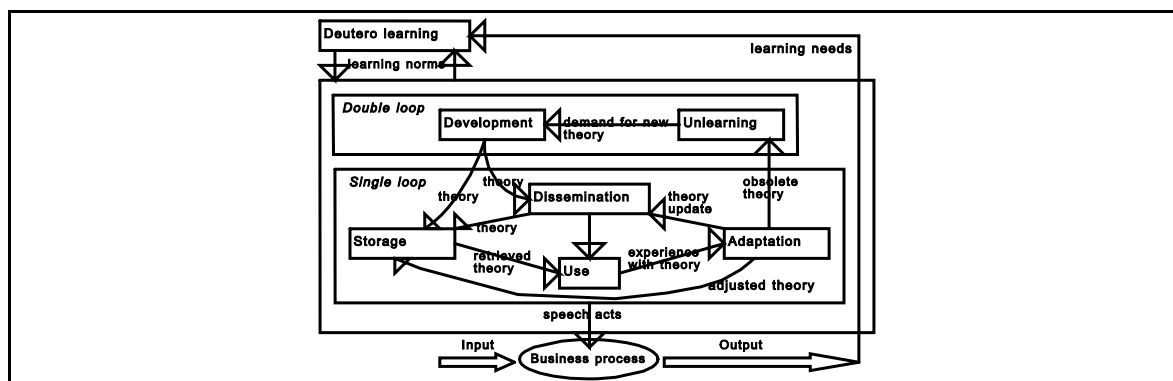 Deutero learning
learning needs
learning norms
Double loop
Development
demand for new
theory
Unlearning
Single loop
theory
theory
Dissemination
theory
update
obsolete
theory
theory
Storage
retrieved
theory
Use
experience
with theory
Adaptation
adjusted theory
speech acts
Input
Business process
Output